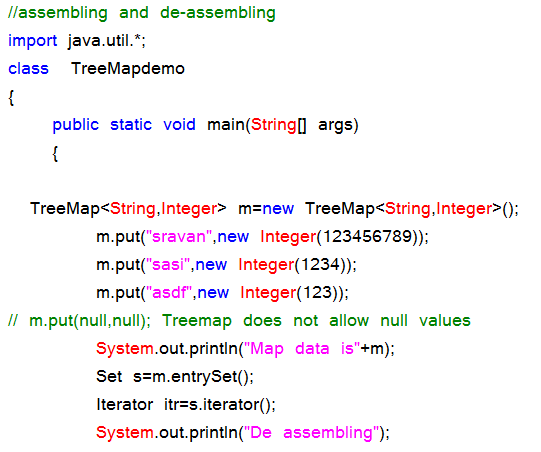 //assembling and de-assembling
import java.util.*;
class TreeMapdemo
{
public static void main(String[] args)
{
TreeMap<String,Integer> m=new TreeMap<String,Integer>();
m.put("sravan",new Integer(123456789));
m.put("sasi",new Integer(1234));
m.put("asdf",new Integer(123));
// m.put(null,null); Treemap does not allow null values
System.out.println("Map data is"+m);
Set s=m.entrySet();
Iterator itr=s.iterator();
System.out.println("De assembling");